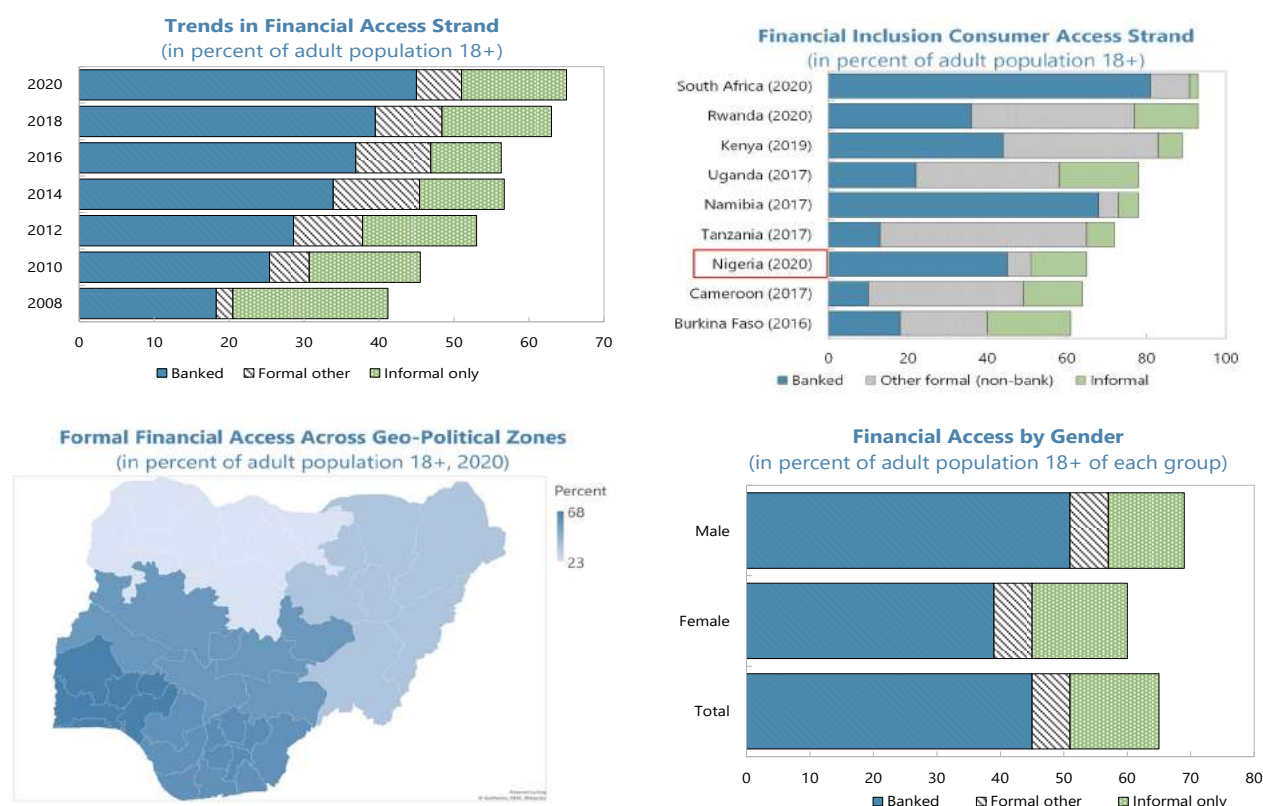 Trends in Financial Access Strand
(in percent of adult population 18+)
2020
2018
2016
2014
2012
2010
2008
0 10 20 30 40 50 60 70
Banked Formal other Informal only
Financial Inclusion Consumer Access Strand
(in percent of adult population 18+)
South Africa (2020)
Rwanda (2020)
Kenya (2019)
Uganda (2017)
Namibia (2017)
Tanzania (2017)
Nigeria (2020)
Cameroon (2017)
Burkina Faso (2016)
0 20 40 60 80 100
Banked Other formal (non-bank) Informal
Formal Financial Access Across Geo-Political Zones
(in percent of adult population 18+, 2020)
Percent
68
23
Financial Access by Gender
(in percent of adult population 18+ of each group)
Male
Female
Total
0 10 20 30 40 50 60 70 80
Banked Formal other Informal only